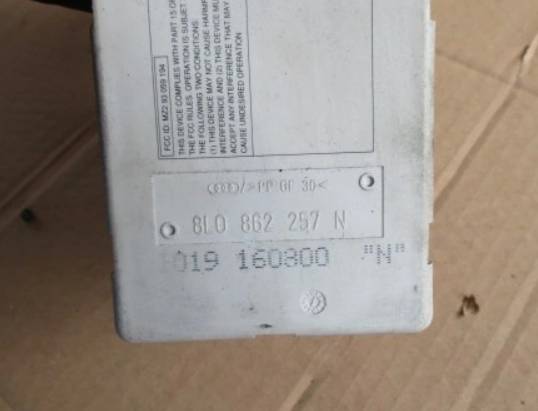 FCC ID: MZ2 93 059 194
THIS DEVICE COMPLIES WITH PART 15 OF
THE FCC RULES. OPERATION IS SUBJECT
THE FOLLOWING TWO CONDITIONS:
(1) THIS DEVICE MAY NOT CAUSE HARMF
INTERFERENCE AND (2) THIS DEVICE MU
ACCEPT ANY INTERFERENCE THAT MAY
CAUSE UNDESIRED OPERATION
/>PP GF 30<
8L0 862 257 N
019 160800 "N"